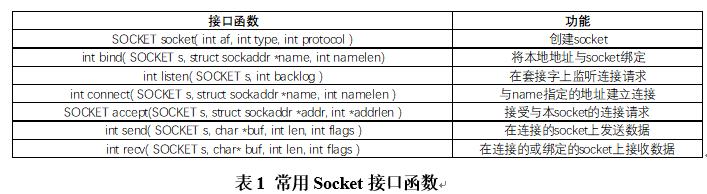 接口函数 功能
SOCKET socket( int af, int type, int protocol ) 创建socket
int bind( SOCKET s, struct sockaddr *name, int namelen) 将本地地址与socket绑定
int listen( SOCKET s, int backlog ) 在套接字上监听连接请求
int connect( SOCKET s, struct sockaddr *name, int namelen ) 与name指定的地址建立连接
SOCKET accept(SOCKET s, struct sockaddr *addr, int *addrlen ) 接受与本socket的连接请求
int send( SOCKET s, char *buf, int len, int flags ) 在连接的socket上发送数据
int recv( SOCKET s, char* buf, int len, int flags ) 在连接的或绑定的socket上接收数据
表 1 常用 Socket 接口函数